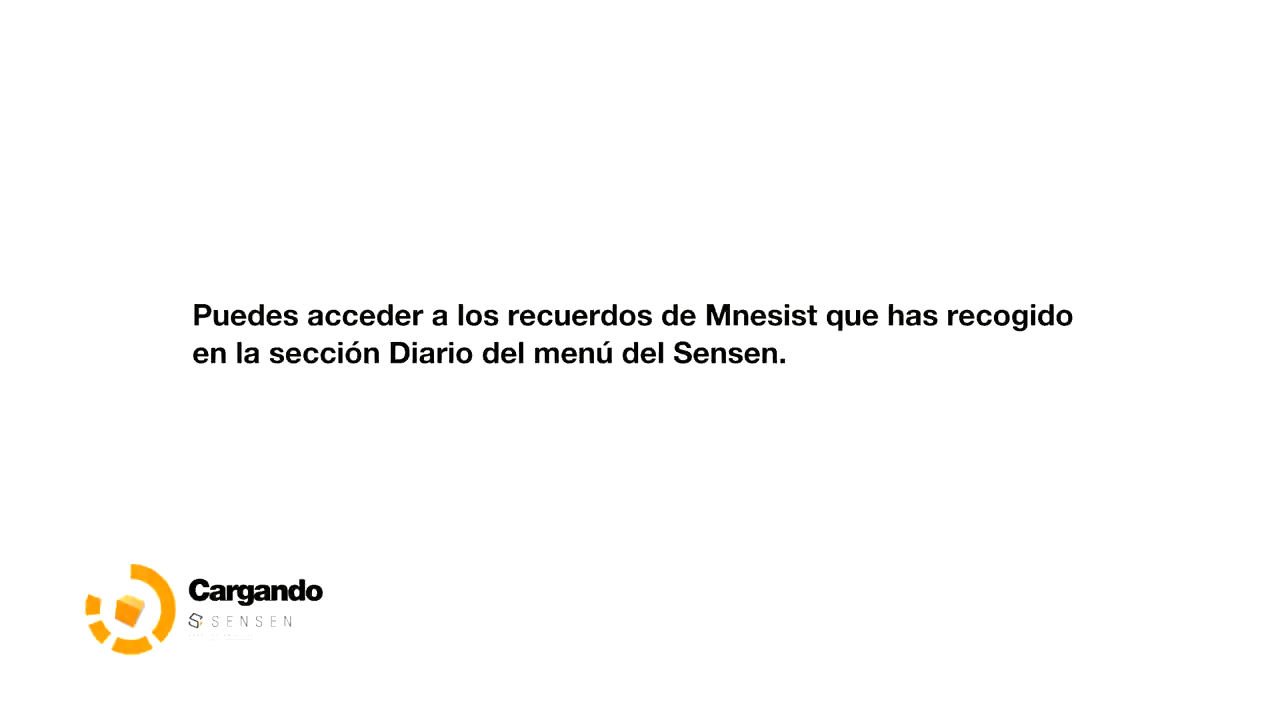 Puedes acceder a los recuerdos de Mnesist que has recogido
en la sección Diario del menú del Sensen.
Cargando
SENSEN